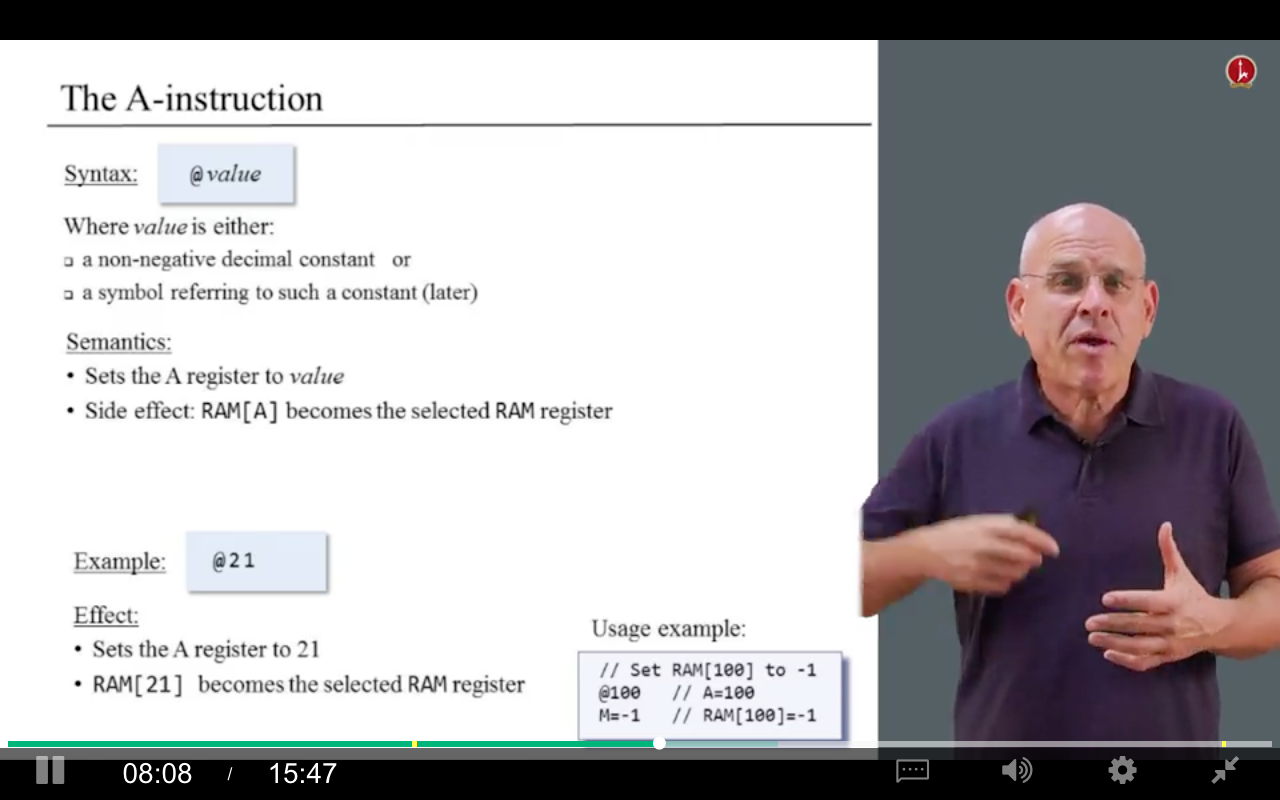 The A-instruction
Syntax: @value
Where value is either:
❑ a non-negative decimal constant or
❑ a symbol referring to such a constant (later)
Semantics:
• Sets the A register to value
• Side effect: RAM[A] becomes the selected RAM register
Example: @21
Effect:
• Sets the A register to 21
• RAM[21] becomes the selected RAM register
Usage example:
// Set RAM[100] to -1
@100 // A=100
M=-1 // RAM[100]=-1
08:08 / 15:47